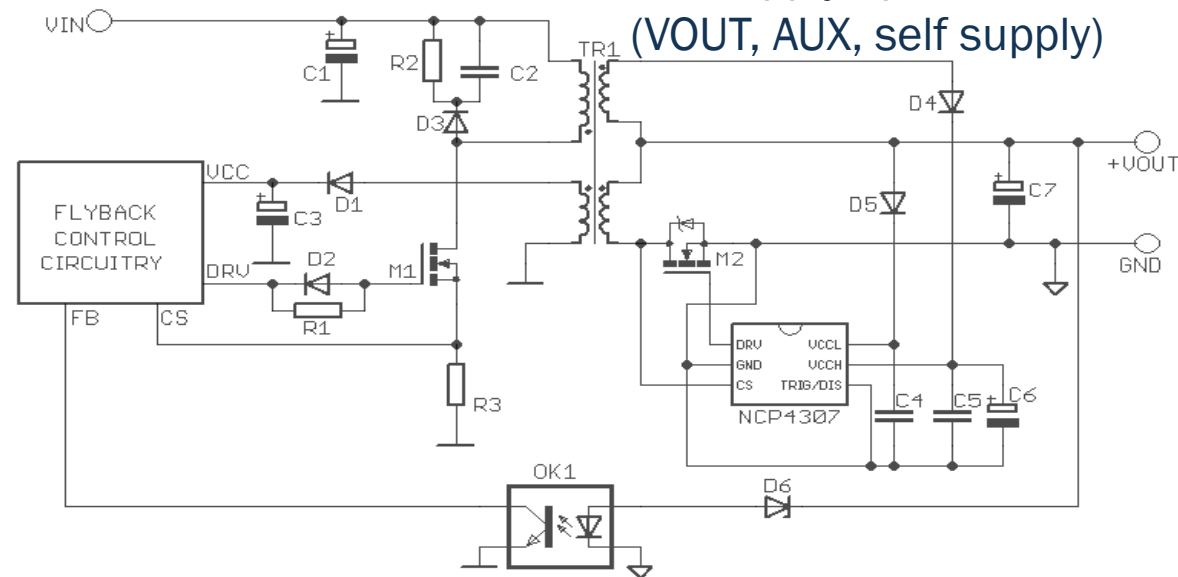 (VOUT, AUX, self supply)
VIN
TR1
C1
R2
C2
D3
D4
+VOUT
VCC
D1
C3
FLYBACK
CONTROL
CIRCUITRY
DRV
D2
R1
M1
D5
C7
M2
GND
FB
CS
R3
DRV
GND
CS
VCCL
VCCH
TRIG/DIS
NCP4307
C4
C5
C6
OK1
D6